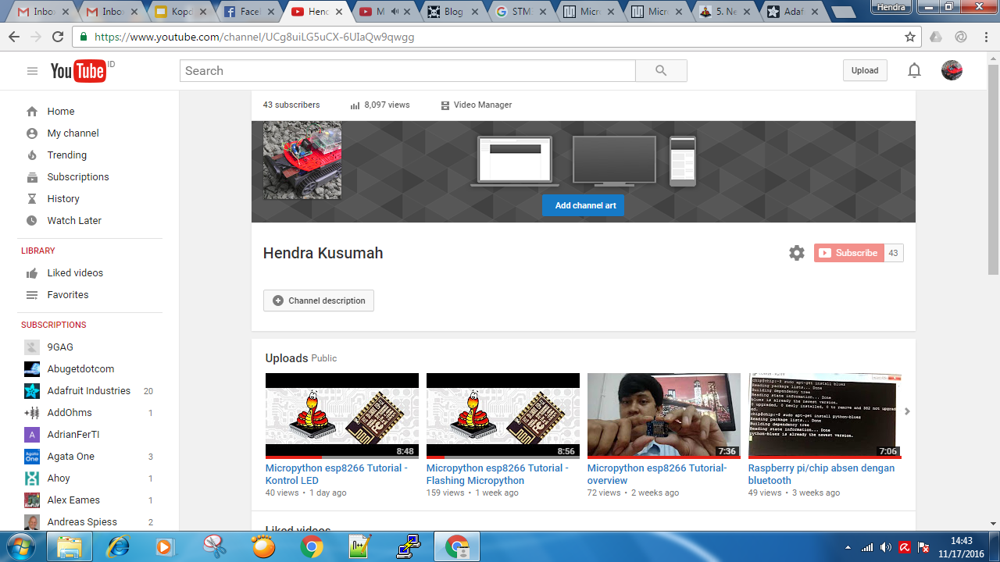 Inbo
Inbo
Kopd
Facel
Hend
M
Blog
STM
Micro
Micro
5. Ne
Adaf
Hendra
https://www.youtube.com/channel/UCg8uiLG5uCX-6UIaQw9qwgg
YouTube ID
Search
Upload
43 subscribers
8,097 views
Video Manager
Home
My channel
Trending
Subscriptions
History
Watch Later
LIBRARY
Liked videos
Favorites
SUBSCRIPTIONS
9GAG
Abugetdotcom
Adafruit Industries 20
AddOhms 1
A AdrianFerTI
Agata One 3
Ahoy 1
Alex Eames 1
Andreas Spiess 2
Add channel art
Hendra Kusumah
Subscribe 43
Channel description
Uploads Public
8:48
Micropython esp8266 Tutorial -
Kontrol LED
40 views • 1 day ago
8:56
Micropython esp8266 Tutorial -
Flashing Micropython
159 views • 1 week ago
7:36
Micropython esp8266 Tutorial-
overview
72 views • 2 weeks ago
chip@chip:~$ sudo apt-get install bluez
Reading package lists... Done
Building dependency tree
Reading state information... Done
bluez is already the newest version.
0 upgraded, 0 newly installed, 0 to remove and 382 not upgrad
ed.
chip@chip:~$ sudo apt-get install python-bluez
Reading package lists... Done
Building dependency tree
Reading state information... Done
python-bluez is already the newest version.
7:06
Raspberry pi/chip absen dengan
bluetooth
49 views • 3 weeks ago
Liked videos
14:43
11/17/2016